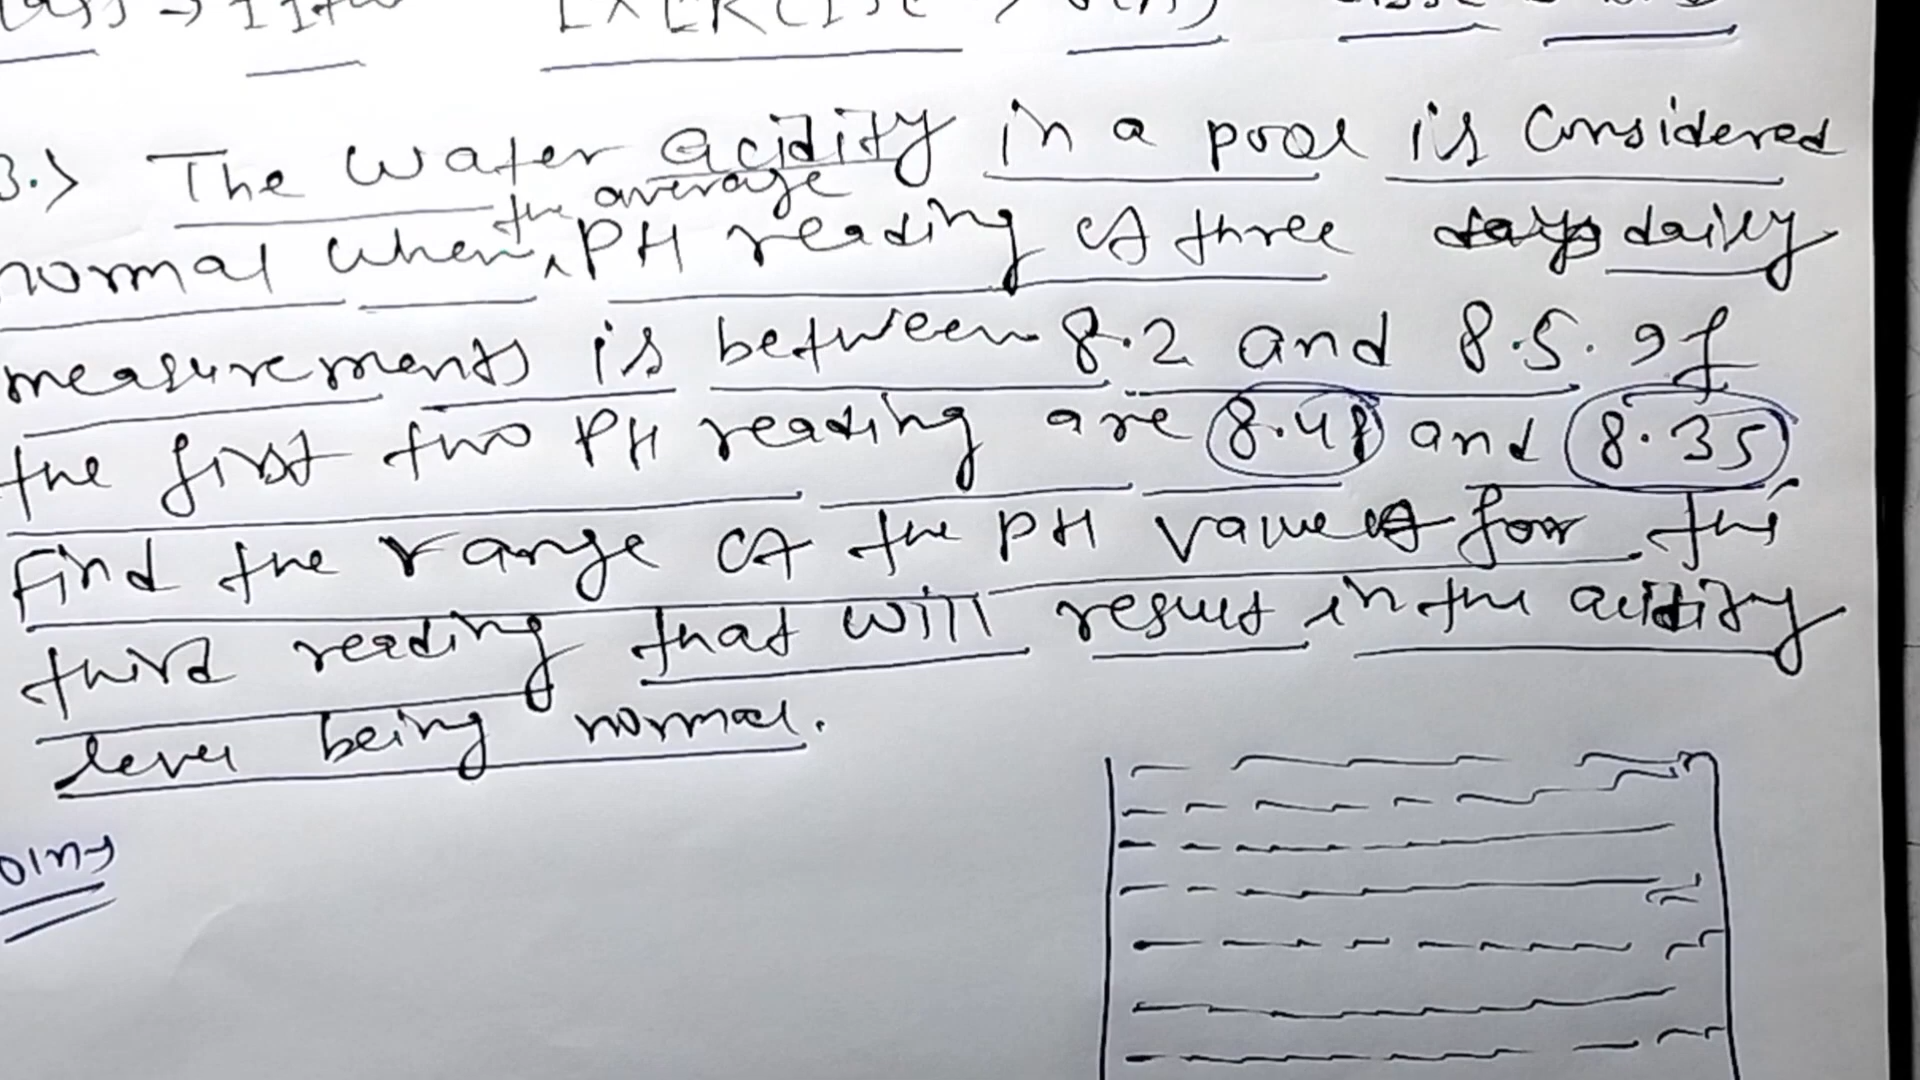 EXERCISE
3.> The water acidity in a pool is considered
the average
normal when ^ PH reading of three days daily
measurements is between 8.2 and 8.5. If
the first two PH reading are 8.48 and 8.35
Find the range of the PH value for the
third reading that will result in the acidity
level being normal.